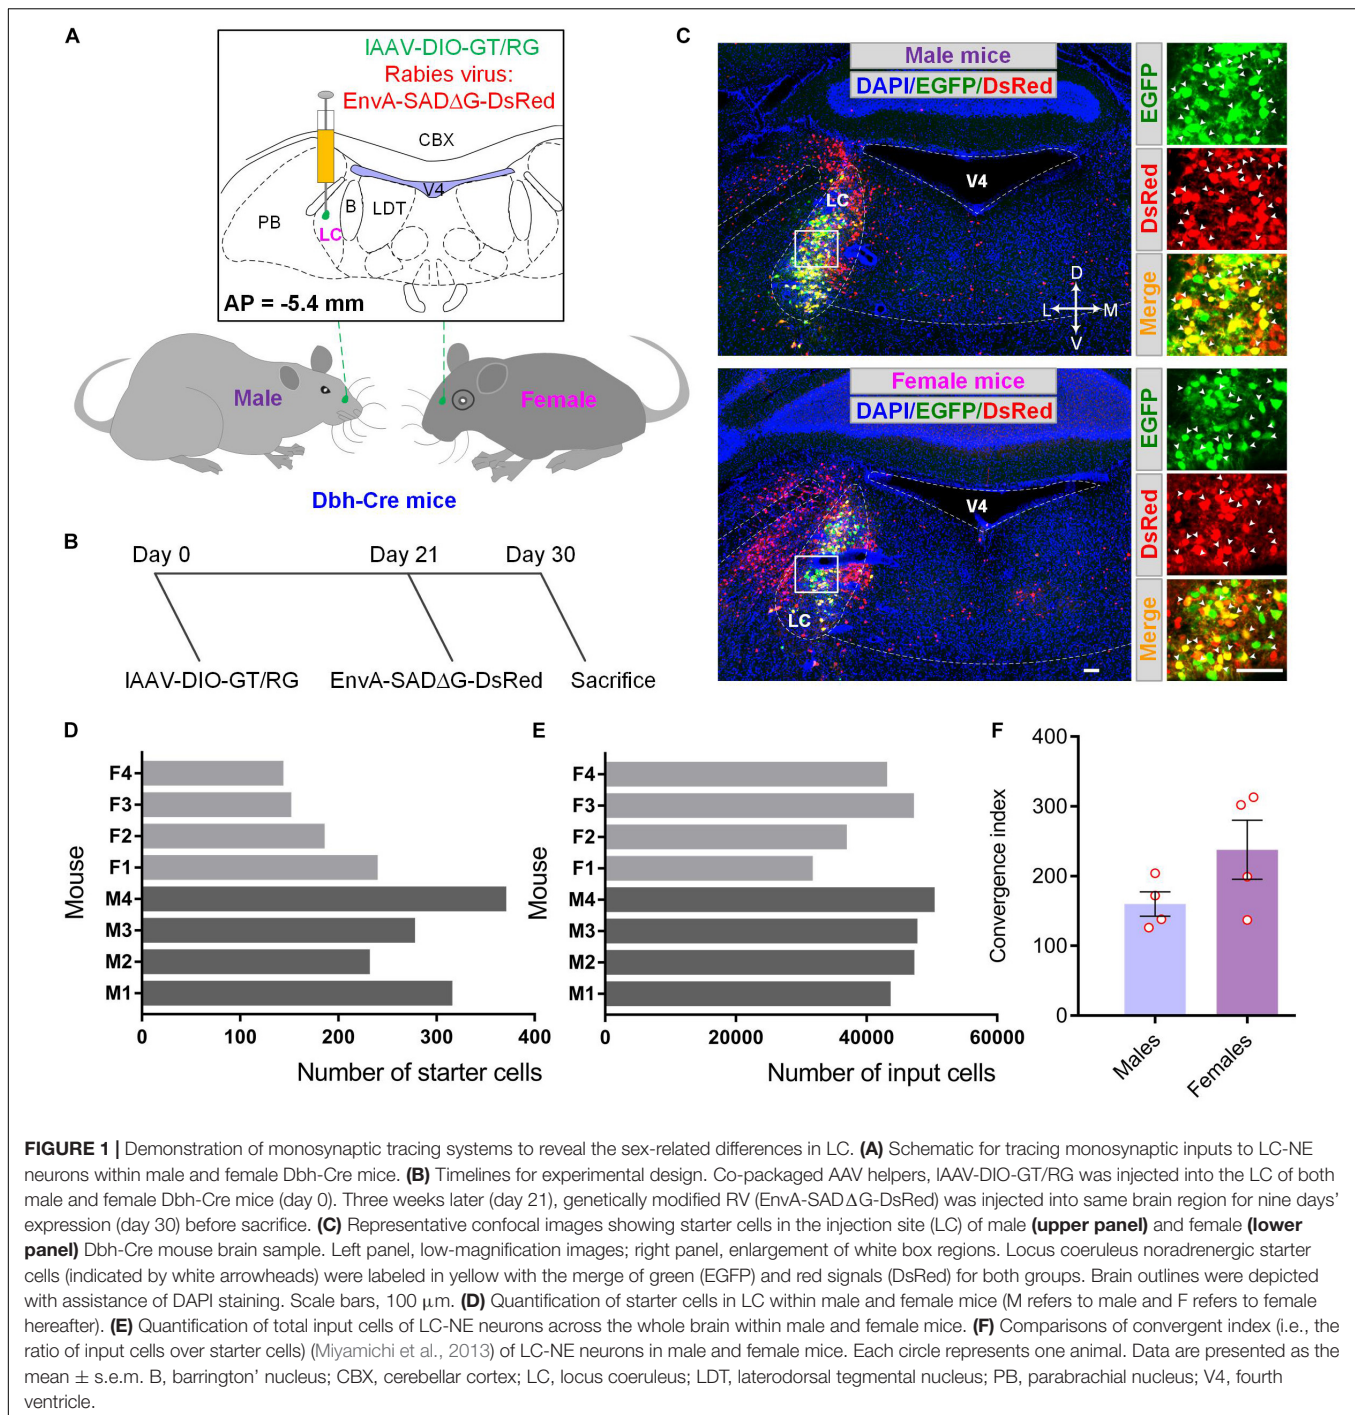 A
IAAV-DIO-GT/RG
Rabies virus:
EnvA-SADΔG-DsRed
CBX
V4
B
LDT
PB
LC
AP = -5.4 mm
Male
Female
Dbh-Cre mice
B
Day 0
Day 21
Day 30
IAAV-DIO-GT/RG
EnvA-SADΔG-DsRed
Sacrifice
C
Male mice
DAPI/EGFP/DsRed
V4
LC
D
L
M
V
EGFP
DsRed
Merge
Female mice
DAPI/EGFP/DsRed
V4
LC
EGFP
DsRed
Merge
D
Mouse
F4
F3
F2
F1
M4
M3
M2
M1
0
100
200
300
400
Number of starter cells
E
Mouse
F4
F3
F2
F1
M4
M3
M2
M1
0
20000
40000
60000
Number of input cells
F
Convergence index
400
300
200
100
0
Males
Females
FIGURE 1 | Demonstration of monosynaptic tracing systems to reveal the sex-related differences in LC. (A) Schematic for tracing monosynaptic inputs to LC-NE
neurons within male and female Dbh-Cre mice. (B) Timelines for experimental design. Co-packaged AAV helpers, IAAV-DIO-GT/RG was injected into the LC of both
male and female Dbh-Cre mice (day 0). Three weeks later (day 21), genetically modified RV (EnvA-SADΔG-DsRed) was injected into same brain region for nine days'
expression (day 30) before sacrifice. (C) Representative confocal images showing starter cells in the injection site (LC) of male (upper panel) and female (lower
panel) Dbh-Cre mouse brain sample. Left panel, low-magnification images; right panel, enlargement of white box regions. Locus coeruleus noradrenergic starter
cells (indicated by white arrowheads) were labeled in yellow with the merge of green (EGFP) and red signals (DsRed) for both groups. Brain outlines were depicted
with assistance of DAPI staining. Scale bars, 100 μm. (D) Quantification of starter cells in LC within male and female mice (M refers to male and F refers to female
hereafter). (E) Quantification of total input cells of LC-NE neurons across the whole brain within male and female mice. (F) Comparisons of convergent index (i.e., the
ratio of input cells over starter cells) (Miyamichi et al., 2013) of LC-NE neurons in male and female mice. Each circle represents one animal. Data are presented as the
mean ± s.e.m. B, barrington' nucleus; CBX, cerebellar cortex; LC, locus coeruleus; LDT, laterodorsal tegmental nucleus; PB, parabrachial nucleus; V4, fourth
ventricle.